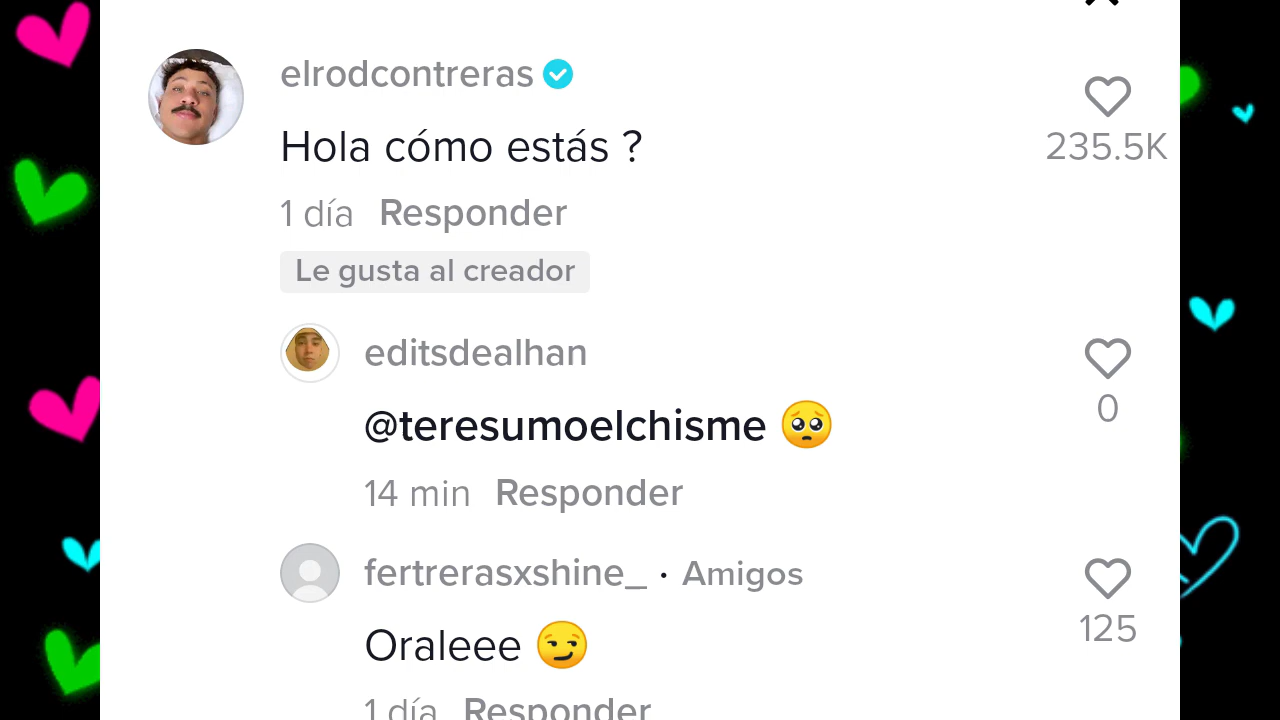 elrodcontreras
Hola cómo estás ?
235.5K
1 día Responder
Le gusta al creador
editsdealhan
@teresumoelchisme 🥺
0
14 min Responder
fertrerasxshine_ · Amigos
Oraleee 😏
125
1 día Responder